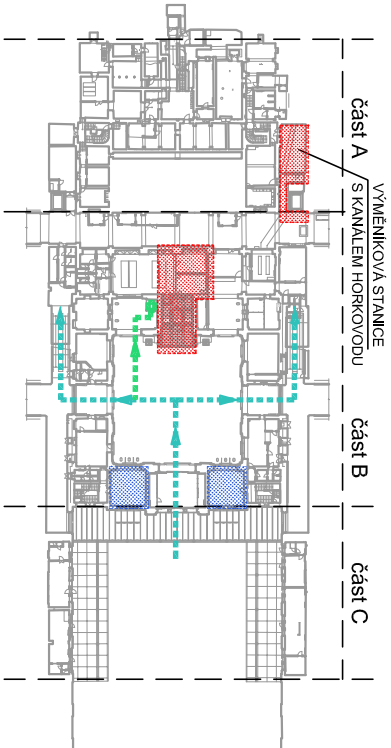 část A
VÝMĚNÍKOVÁ STANICE
S KANÁLEM HORKOVODU
část B
část C